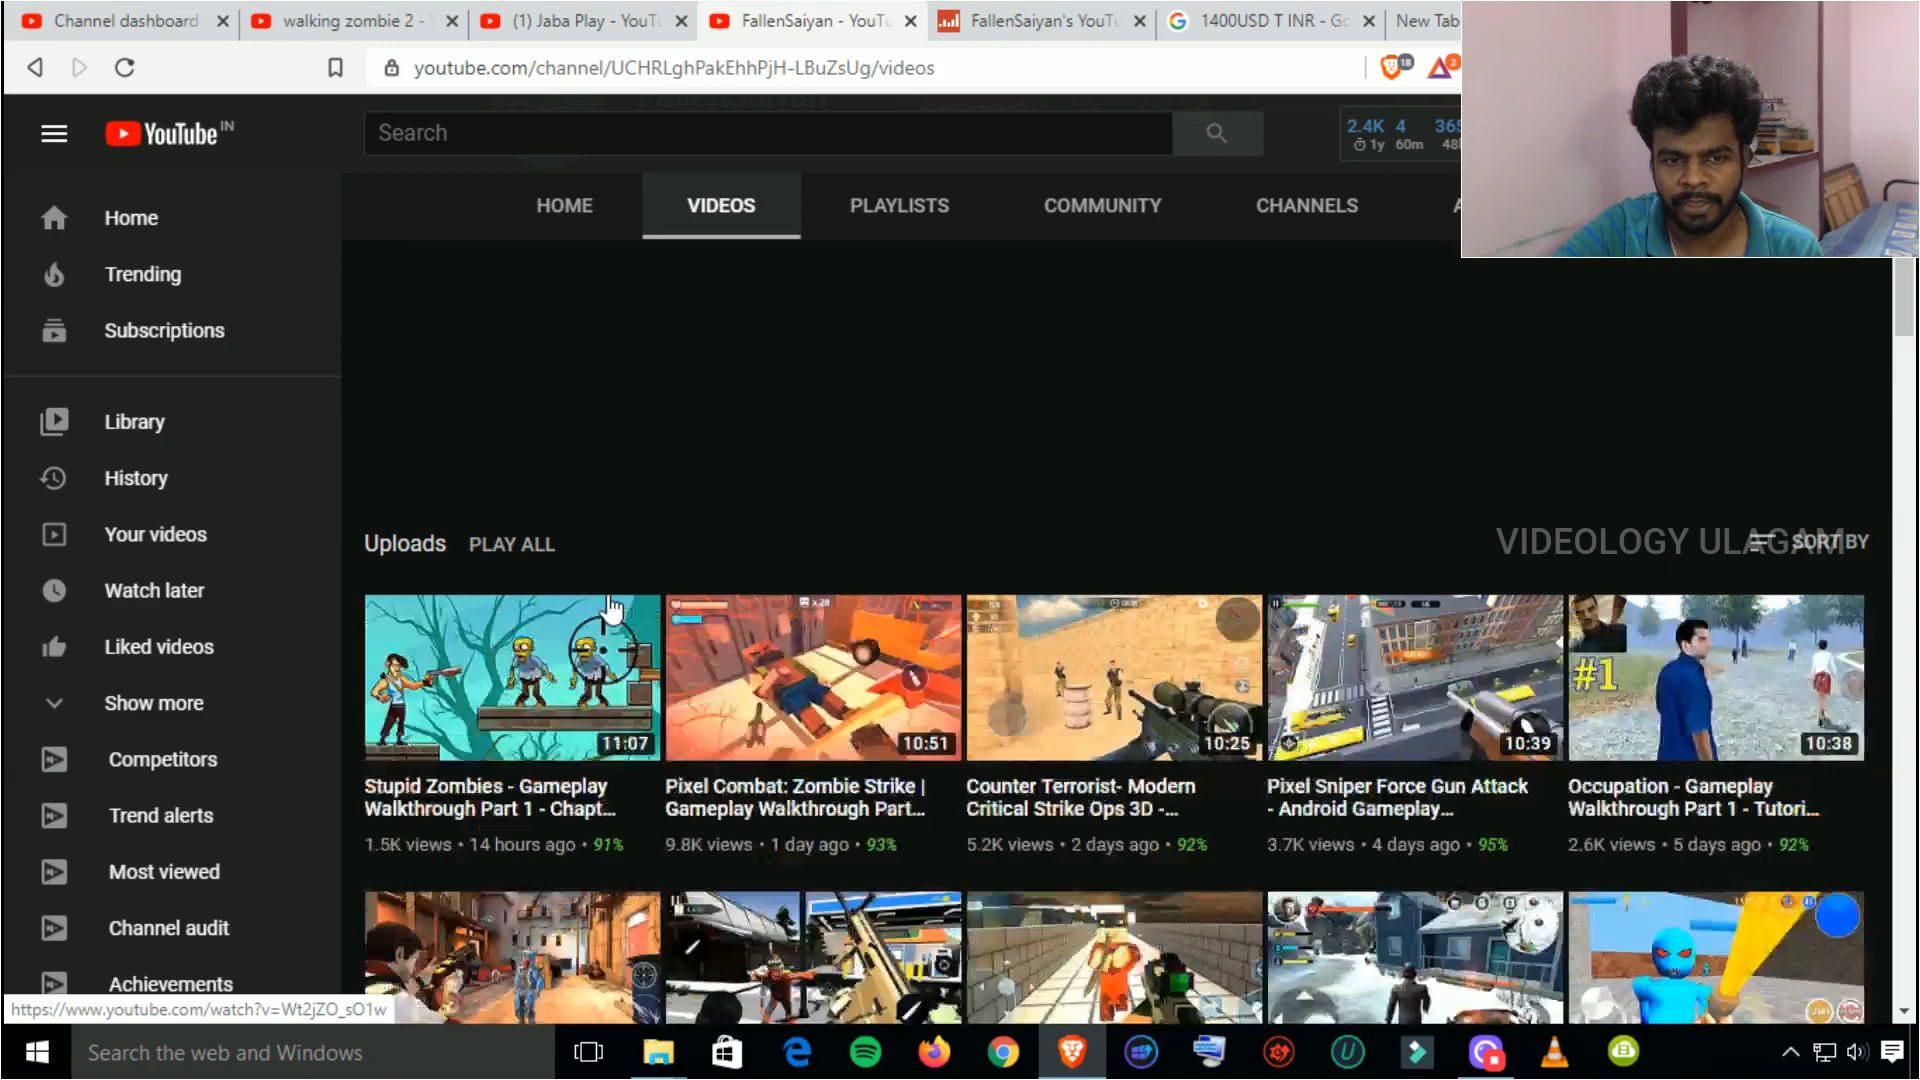 Channel dashboard
walking zombie 2 -
(1) Jaba Play - YouTu
FallenSaiyan - YouTu
FallenSaiyan's YouTu
1400USD T INR - Go
New Tab
youtube.com/channel/UCHRLghPakEhhPjH-LBuZsUg/videos
18
2
YouTube IN
Search
2.4K 4 365
1y 60m 48h
HOME
VIDEOS
PLAYLISTS
COMMUNITY
CHANNELS
Home
Trending
Subscriptions
Library
History
Your videos
Watch later
Liked videos
Show more
Competitors
Trend alerts
Most viewed
Channel audit
Achievements
Uploads PLAY ALL
VIDEOLOGY ULAGAM
SORT BY
11:07
10:51
10:25
10:39
#1
10:38
Stupid Zombies - Gameplay
Walkthrough Part 1 - Chapt...
1.5K views • 14 hours ago • 91%
Pixel Combat: Zombie Strike |
Gameplay Walkthrough Part...
9.8K views • 1 day ago • 93%
Counter Terrorist- Modern
Critical Strike Ops 3D -...
5.2K views • 2 days ago • 92%
Pixel Sniper Force Gun Attack
- Android Gameplay...
3.7K views • 4 days ago • 95%
Occupation - Gameplay
Walkthrough Part 1 - Tutori...
2.6K views • 5 days ago • 92%
https://www.youtube.com/watch?v=Wt2jZO_sO1w
Search the web and Windows